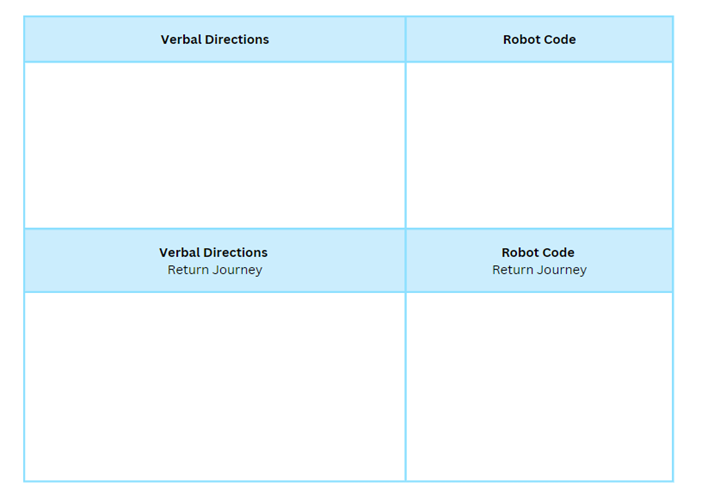 Verbal Directions
Robot Code
Verbal Directions
Return Journey
Robot Code
Return Journey